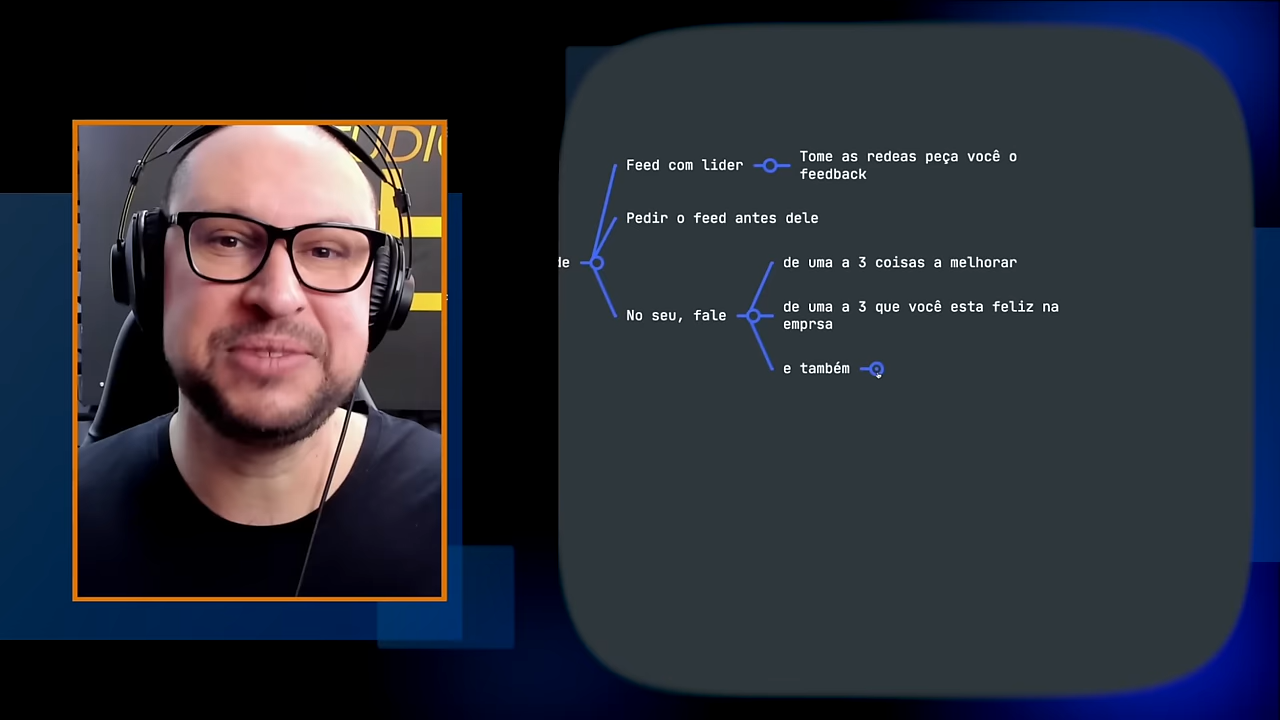 UDIO
Feed com lider
Tome as redeas peça você o
feedback
Pedir o feed antes dele
de
de uma a 3 coisas a melhorar
No seu, fale
de uma a 3 que você esta feliz na
emprsa
e também